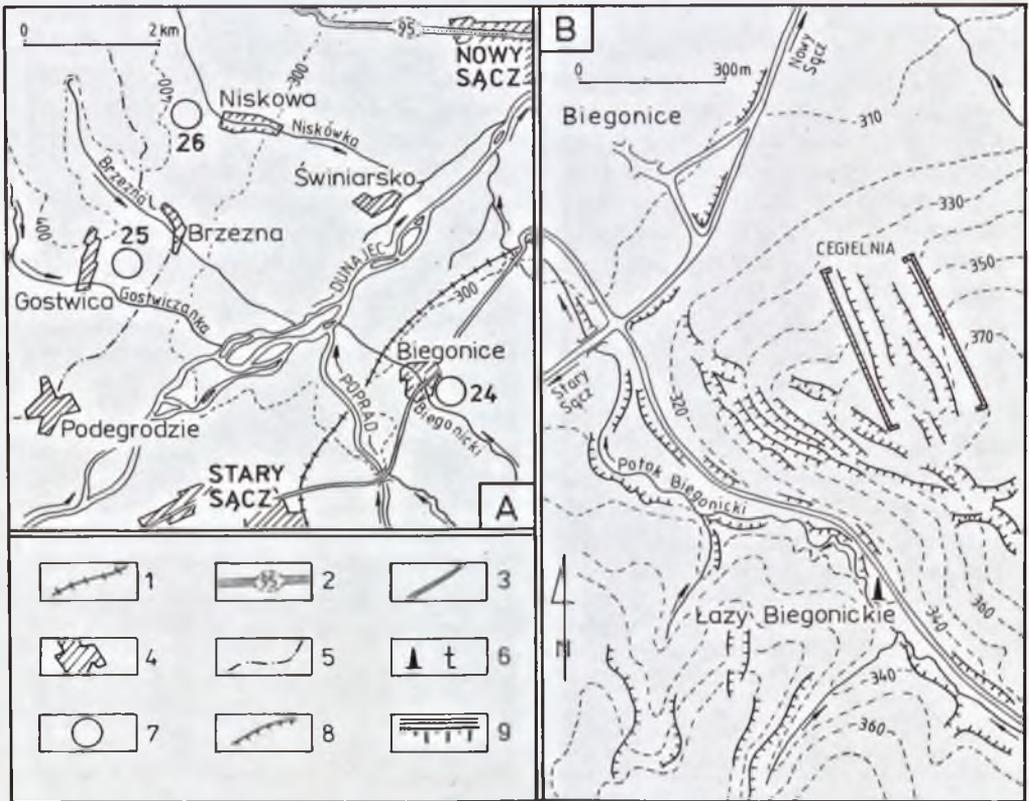 0 2 km
95
NOWY
SĄCZ
400
300
26
Niskowa
Niskówka
Świniarsko
Brzezna
25
Brzezna
400
Gostwica
Gostwiczanka
DUNAJEC
300
Biegonice
24
Biegonicki
POPRAD
Podegrodzie
STARY
SĄCZ
A
1
95
2
3
4
5
6
7
8
9
B
0 300m
Nowy
Sącz
Biegonice
310
330
CEGIELNIA
350
370
Stary
Sącz
320
Potok Biegonicki
Łazy Biegonickie
360
340
N
340
360